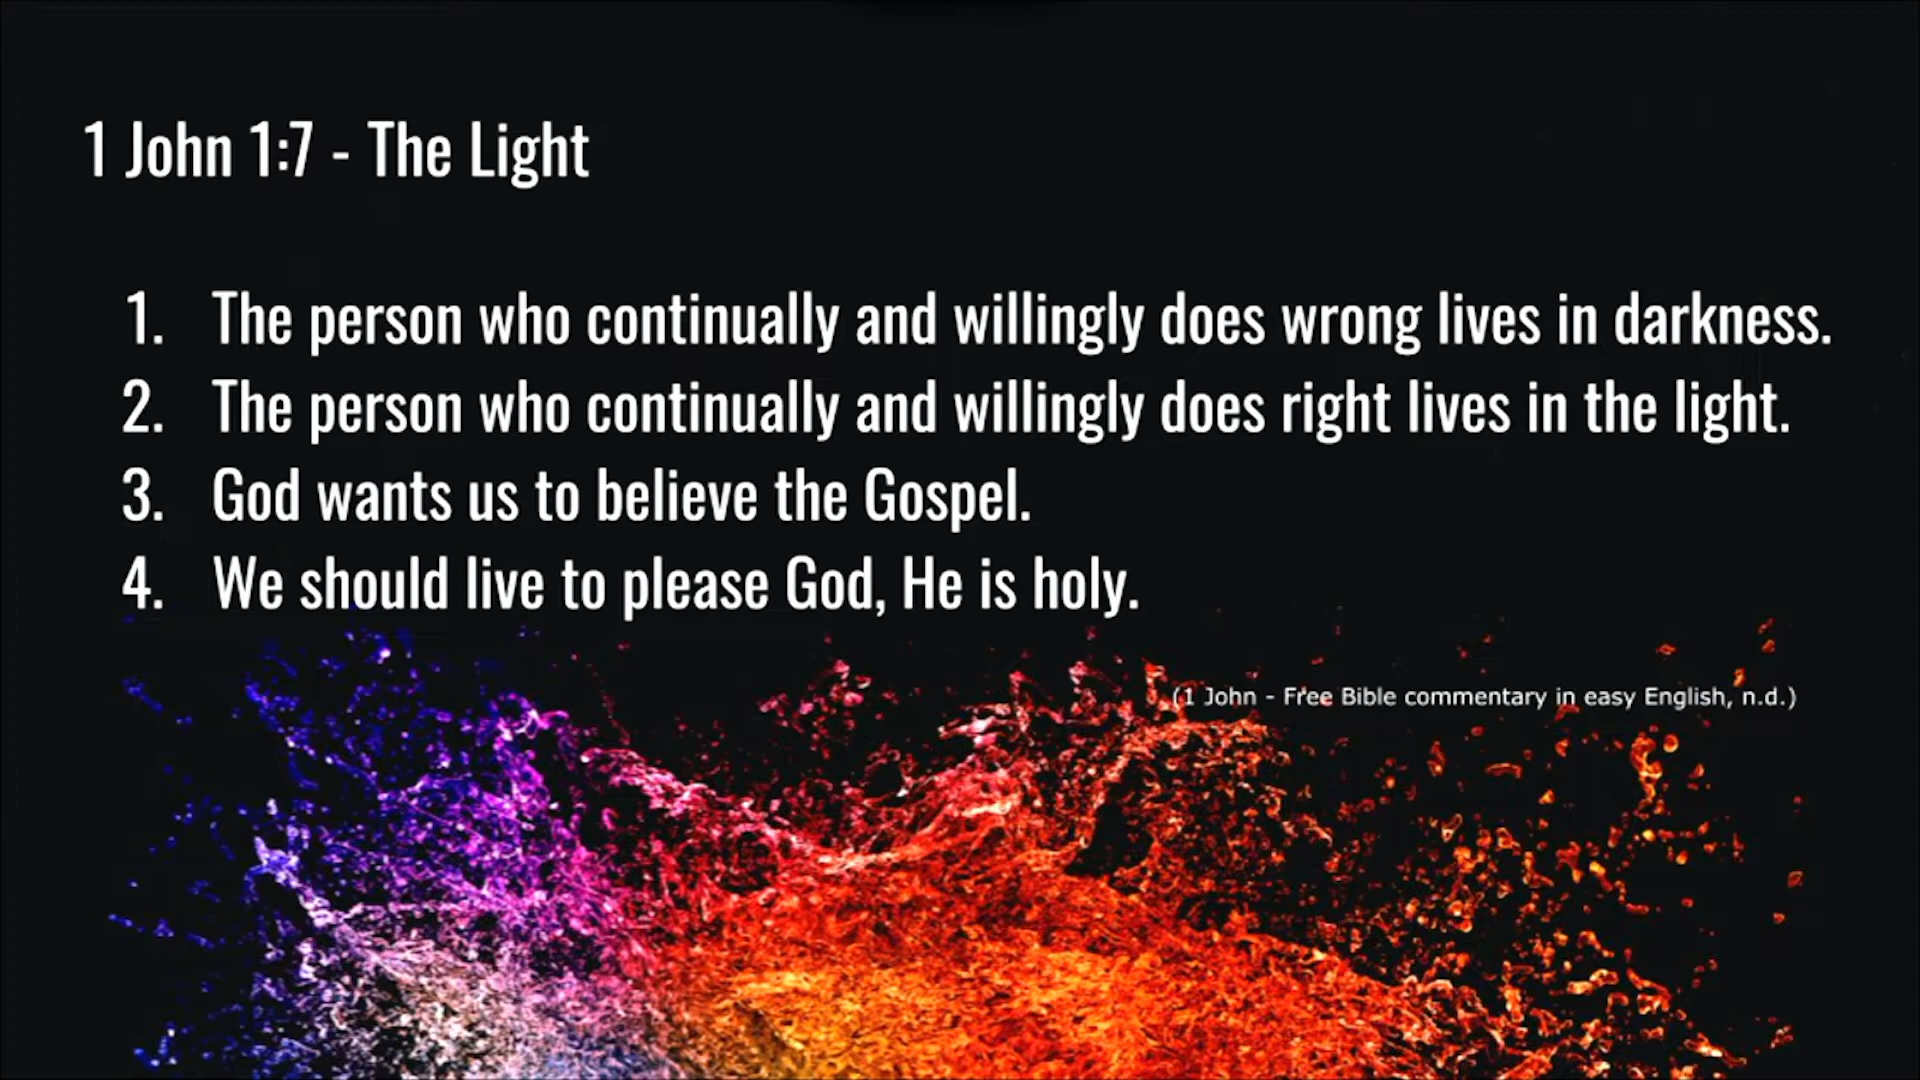 1 John 1:7 - The Light
1. The person who continually and willingly does wrong lives in darkness.
2. The person who continually and willingly does right lives in the light.
3. God wants us to believe the Gospel.
4. We should live to please God, He is holy.
(1 John - Free Bible commentary in easy English, n.d.)